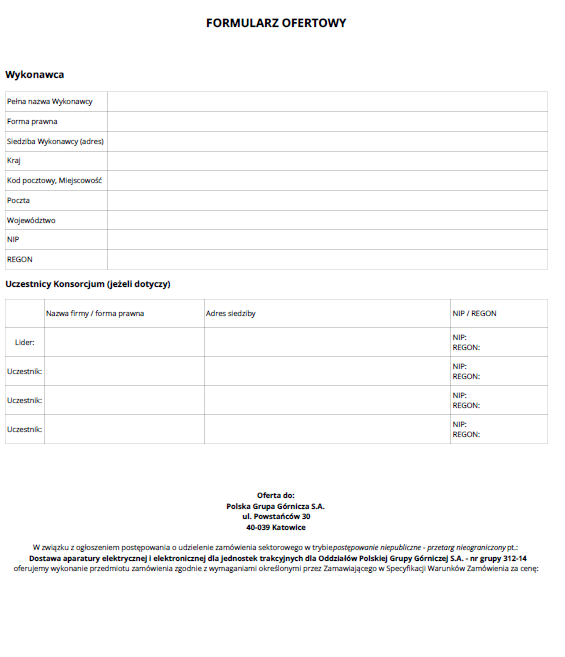 FORMULARZ OFERTOWY
Wykonawca
Pełna nazwa Wykonawcy
Forma prawna
Siedziba Wykonawcy (adres)
Kraj
Kod pocztowy, Miejscowość
Poczta
Województwo
NIP
REGON
Uczestnicy Konsorcjum (jeżeli dotyczy)
Nazwa firmy / forma prawna Adres siedziby NIP / REGON
Lider: NIP:
REGON:
Uczestnik: NIP:
REGON:
Uczestnik: NIP:
REGON:
Uczestnik: NIP:
REGON:
Oferta do:
Polska Grupa Górnicza S.A.
ul. Powstańców 30
40-039 Katowice
W związku z ogłoszeniem postępowania o udzielenie zamówienia sektorowego w trybiepostępowanie niepubliczne - przetarg nieograniczony pt.:
Dostawa aparatury elektrycznej i elektronicznej dla jednostek trakcyjnych dla Oddziałów Polskiej Grupy Górniczej S.A. - nr grupy 312-14
oferujemy wykonanie przedmiotu zamówienia zgodnie z wymaganiami określonymi przez Zamawiającego w Specyfikacji Warunków Zamówienia za cenę: